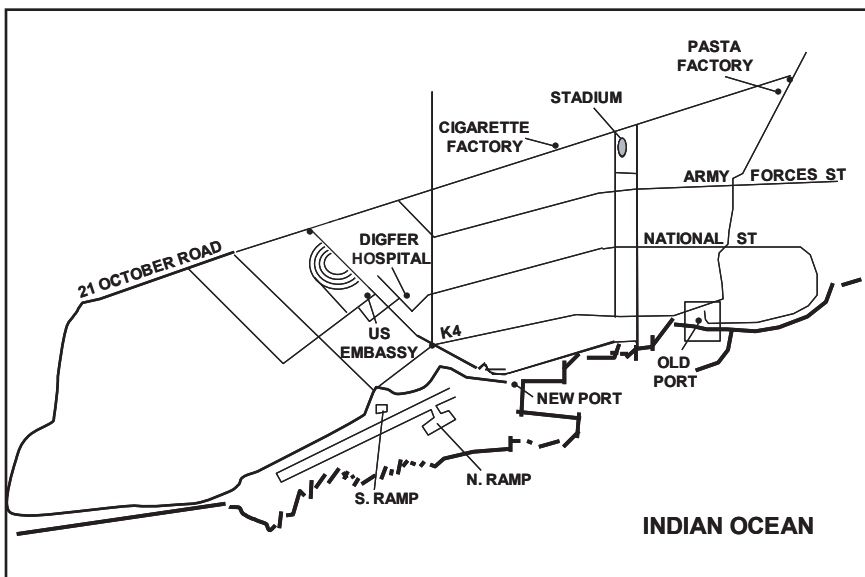 PASTA
FACTORY
STADIUM
CIGARETTE
FACTORY
ARMY FORCES ST
21 OCTOBER ROAD
DIGFER
HOSPITAL
NATIONAL ST
K4
US
EMBASSY
OLD
PORT
NEW PORT
N. RAMP
S. RAMP
INDIAN OCEAN